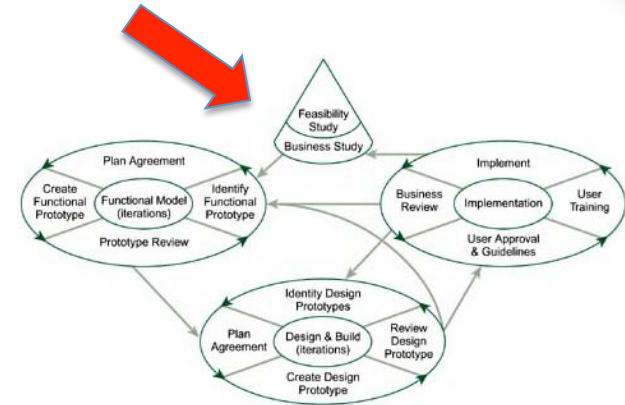 Feasibility
Study
Business Study
Plan Agreement
Create
Functional
Prototype
Functional Model
(iterations)
Identify
Functional
Prototype
Prototype Review
Implement
Business
Review
Implementation
User
Training
User Approval
& Guidelines
Identity Design
Prototypes
Plan
Agreement
Design & Build
(iterations)
Review
Design
Prototype
Create Design
Prototype